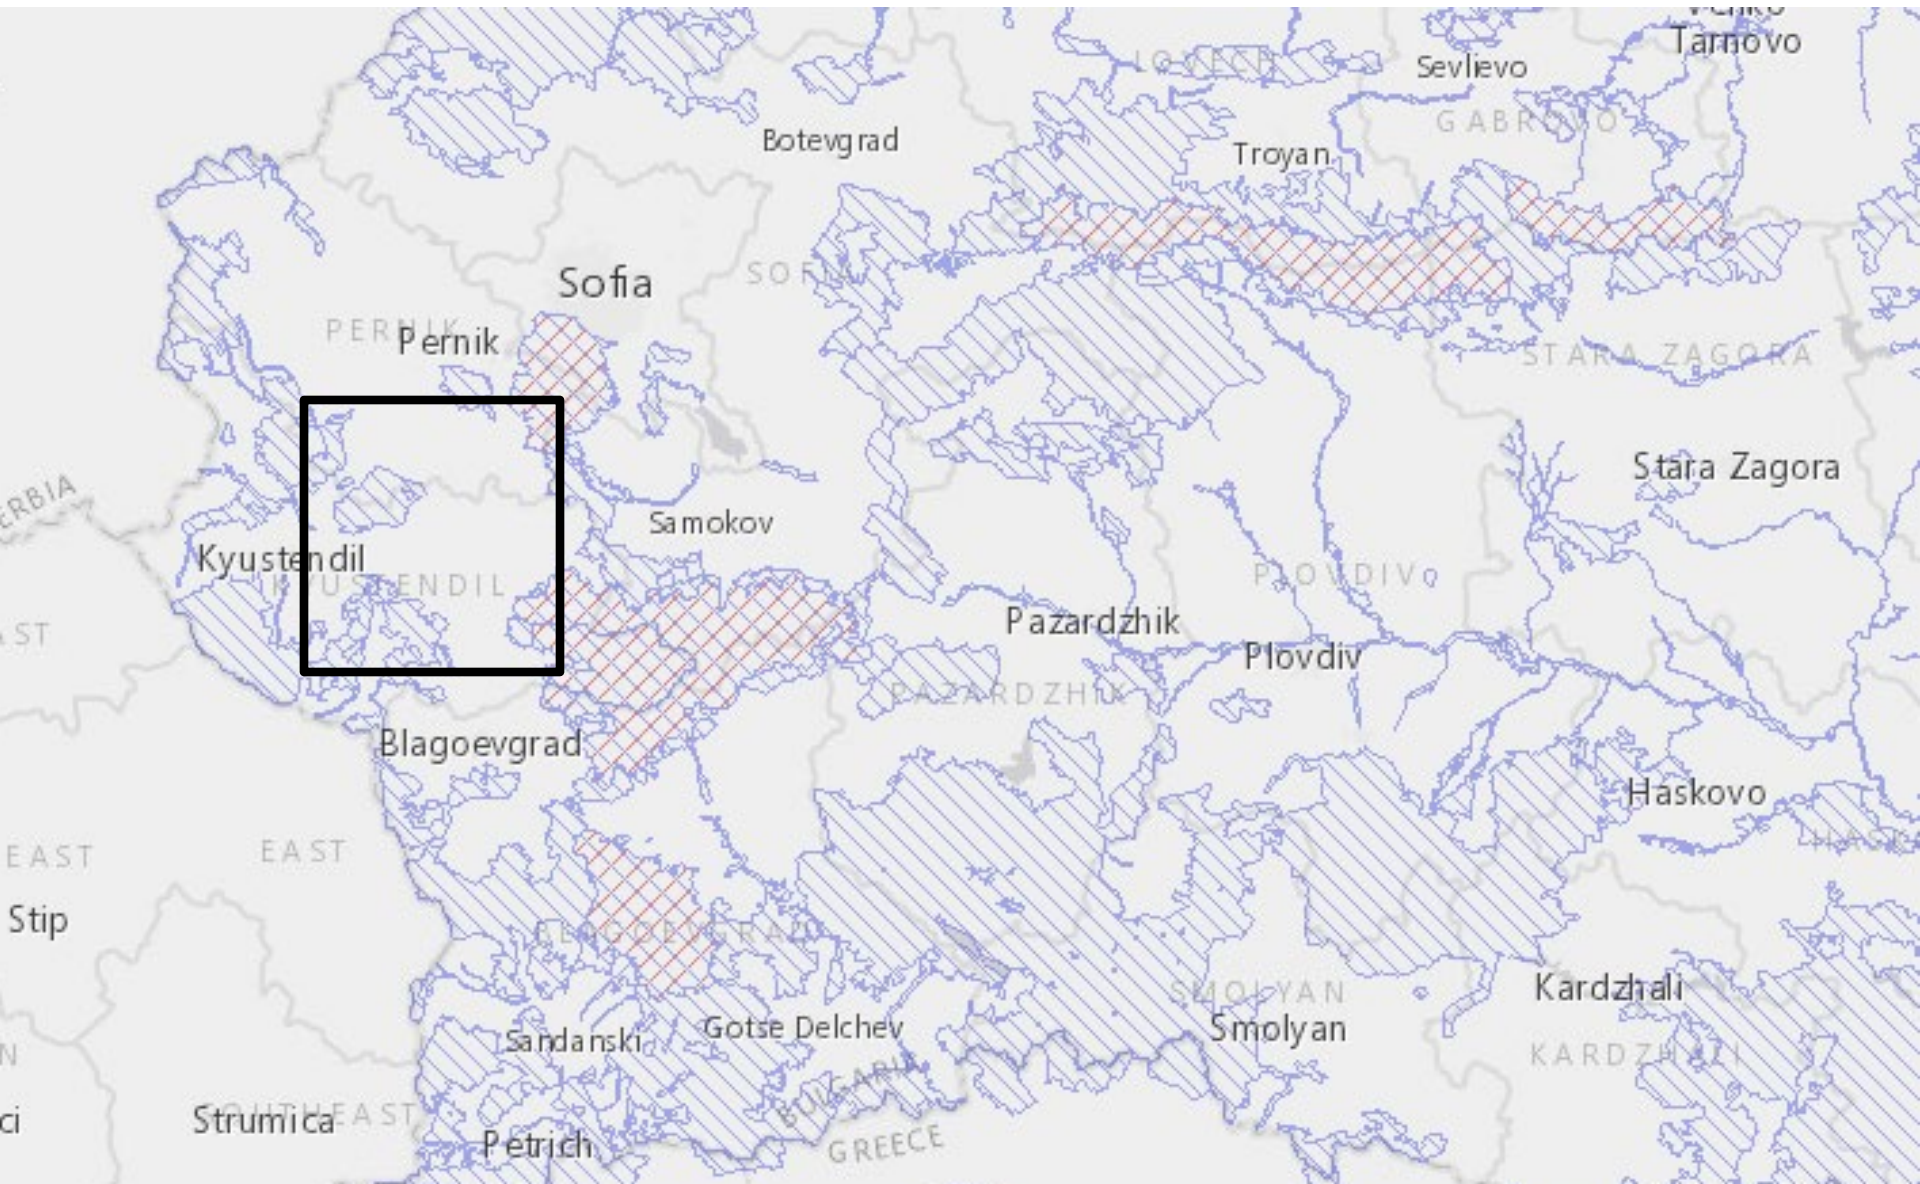 Tarnovo
LOVECH
Sevlievo
GABROVO
Botevgrad
Troyan
SOFIA
Sofia
PERNIK
Pernik
STARA ZAGORA
Stara Zagora
Samokov
Kyustendil
KYUSTENDIL
PLOVDIV
Pazardzhik
Plovdiv
PAZARDZHIK
Blagoevgrad
Haskovo
EAST
EAST
Stip
BLAGOEVGRAD
SMOLYAN
Kardzhali
Sandanski
Gotse Delchev
Smolyan
KARDZHALI
BULGARIA
Strumica
SOUTHEAST
Petrich
GREECE